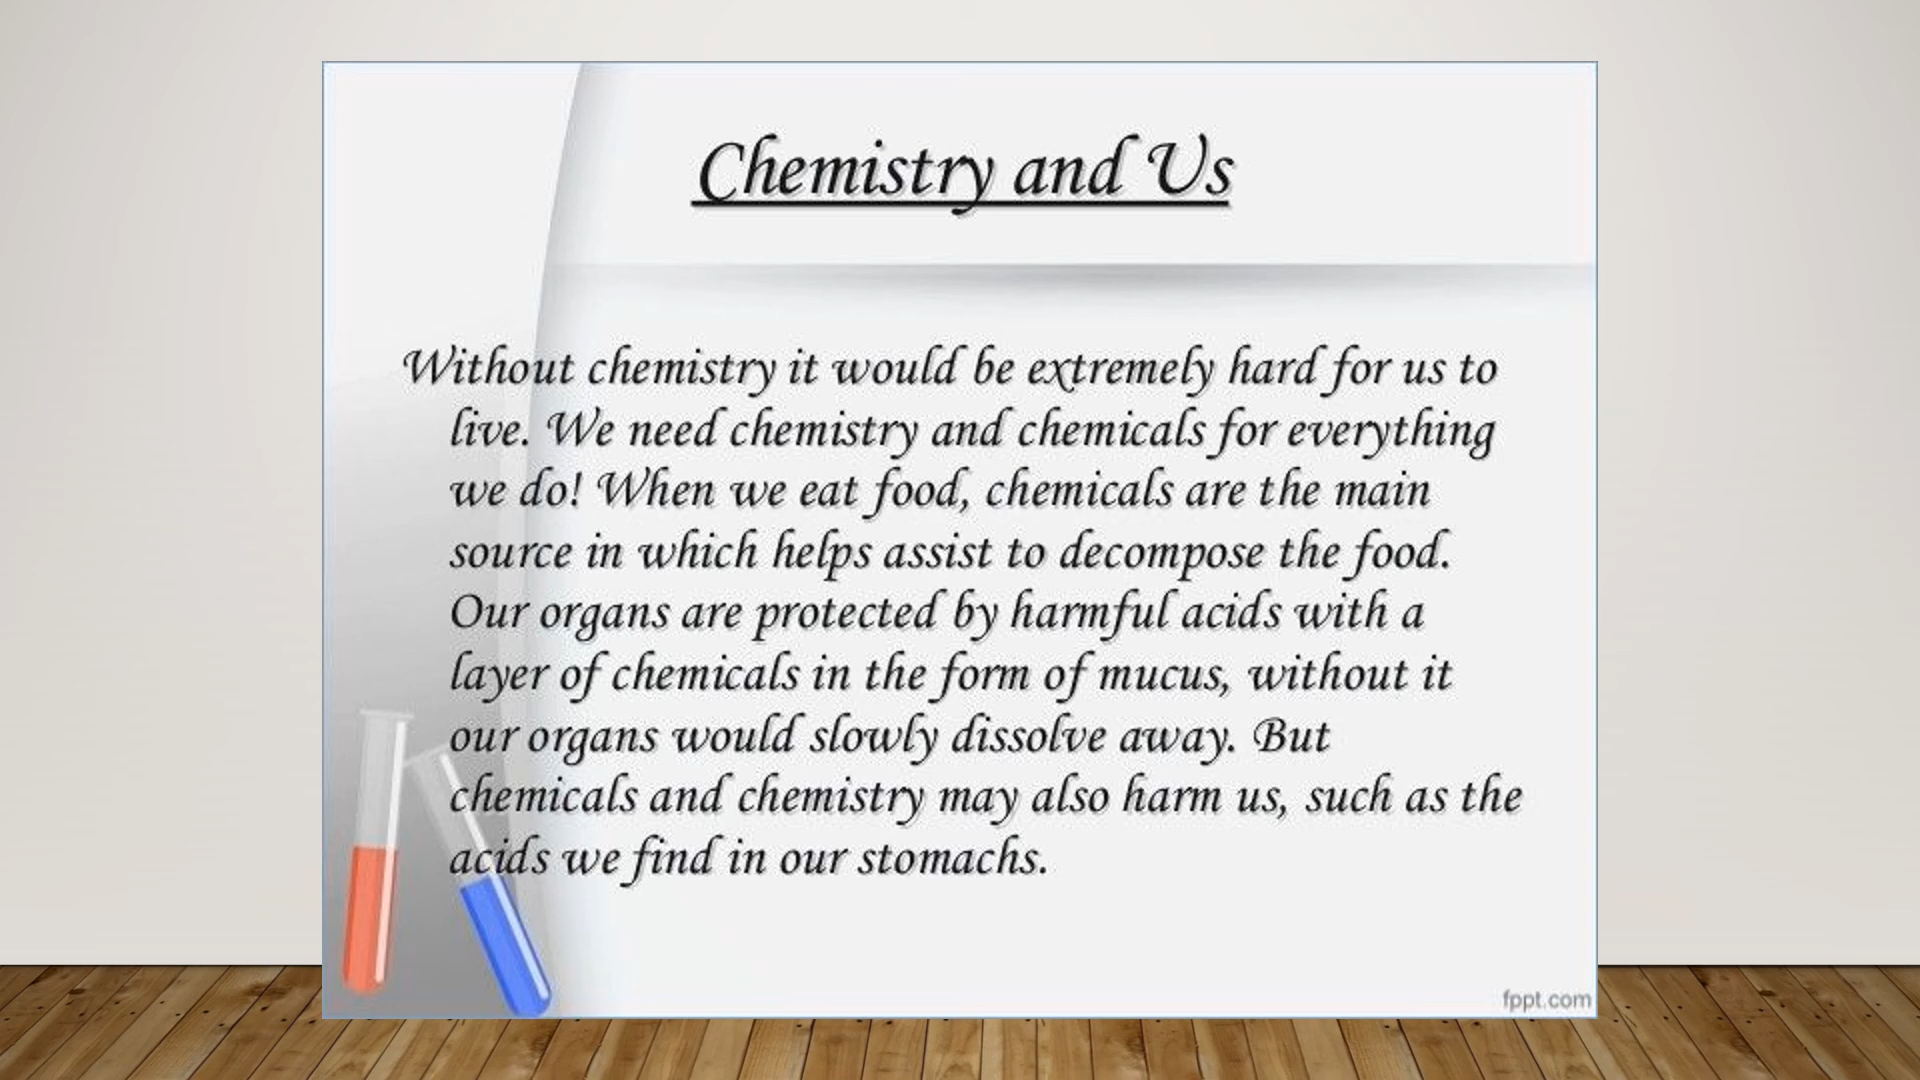 Chemistry and Us
Without chemistry it would be extremely hard for us to
live. We need chemistry and chemicals for everything
we do! When we eat food, chemicals are the main
source in which helps assist to decompose the food.
Our organs are protected by harmful acids with a
layer of chemicals in the form of mucus, without it
our organs would slowly dissolve away. But
chemicals and chemistry may also harm us, such as the
acids we find in our stomachs.
fppt.com